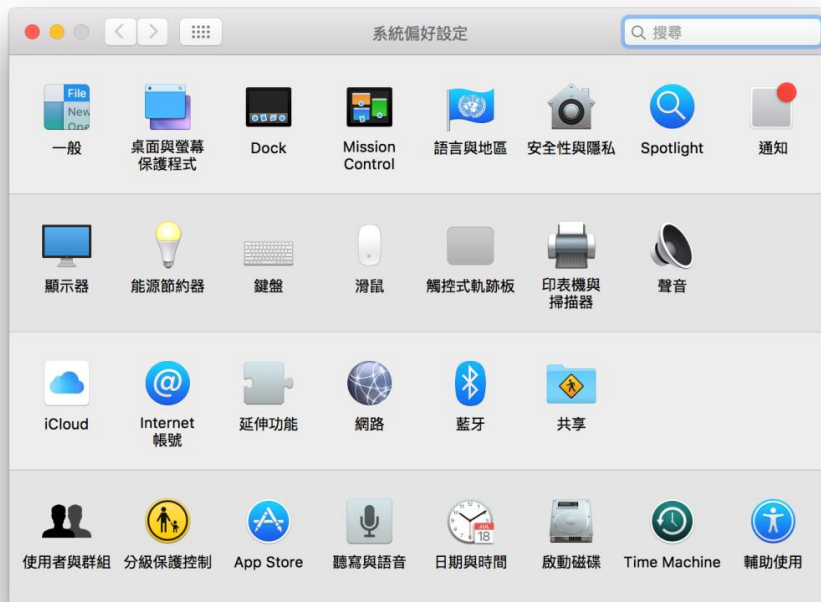 系統偏好設定
搜尋
File
New
Ope
一般
桌面與螢幕
保護程式
Dock
Mission
Control
語言與地區
安全性與隱私
Spotlight
通知
顯示器
能源節約器
鍵盤
滑鼠
觸控式軌跡板
印表機與
掃描器
聲音
iCloud
Internet
帳號
延伸功能
網路
藍牙
共享
使用者與群組
分級保護控制
App Store
聽寫與語音
JUL
18
日期與時間
啟動磁碟
Time Machine
輔助使用